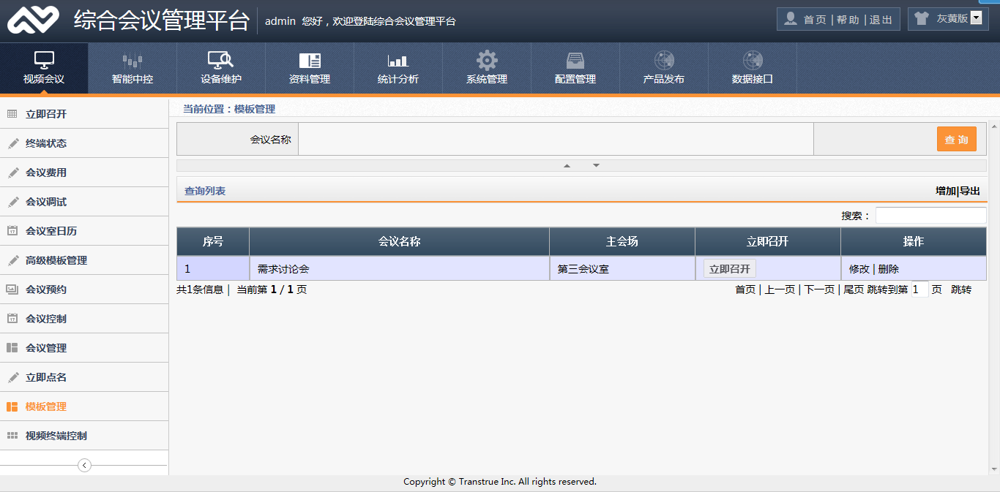 综合会议管理平台
admin 您好，欢迎登陆综合会议管理平台
首页 | 帮助 | 退出
灰黄版
视频会议 智能中控 设备维护 资料管理 统计分析 系统管理 配置管理 产品发布 数据接口
立即召开
终端状态
会议费用
会议调试
会议室日历
高级模板管理
会议预约
会议控制
会议管理
立即点名
模板管理
视频终端控制
当前位置：模板管理
会议名称
查 询
查询列表
增加|导出
搜索：
序号 会议名称 主会场 立即召开 操作
1 需求讨论会 第三会议室 立即召开 修改 | 删除
共1条信息 | 当前第 1 / 1 页
首页 | 上一页 | 下一页 | 尾页 跳转到第 1 页 跳转
Copyright © Transtrue Inc. All rights reserved.